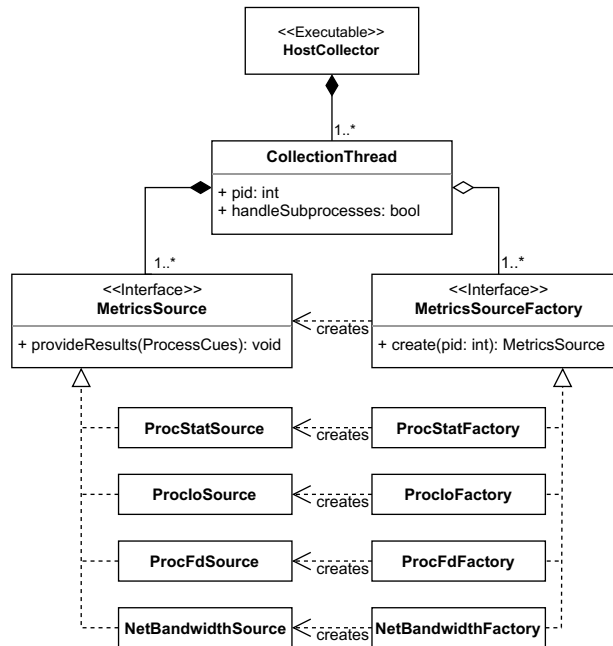 <<Executable>>
HostCollector
1..*
CollectionThread
+ pid: int
+ handleSubprocesses: bool
1..*
1..*
<<Interface>>
MetricsSource
+ provideResults(ProcessCues): void
creates
<<Interface>>
MetricsSourceFactory
+ create(pid: int): MetricsSource
ProcStatSource
creates
ProcStatFactory
ProcIoSource
creates
ProcIoFactory
ProcFdSource
creates
ProcFdFactory
NetBandwidthSource
creates
NetBandwidthFactory